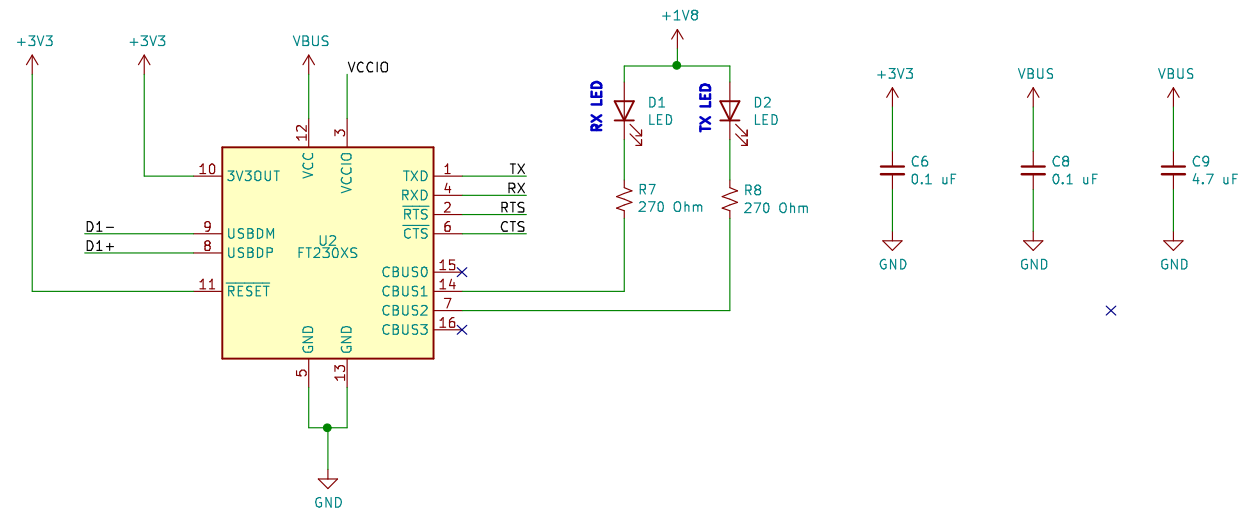 +1V8
+3V3
+3V3
VBUS
VCCIO
+3V3
VBUS
VBUS
RX LED
D1
LED
TX LED
D2
LED
12
3
VCC
VCCIO
10
3V3OUT
TXD
1
TX
RXD
4
RX
RTS
2
RTS
CTS
6
CTS
D1-
9
USBDM
D1+
8
USBDP
U2
FT230XS
11
RESET
CBUS0
15
CBUS1
14
CBUS2
7
CBUS3
16
GND
GND
5
13
GND
R7
270 Ohm
R8
270 Ohm
C6
0.1 uF
C8
0.1 uF
C9
4.7 uF
GND
GND
GND